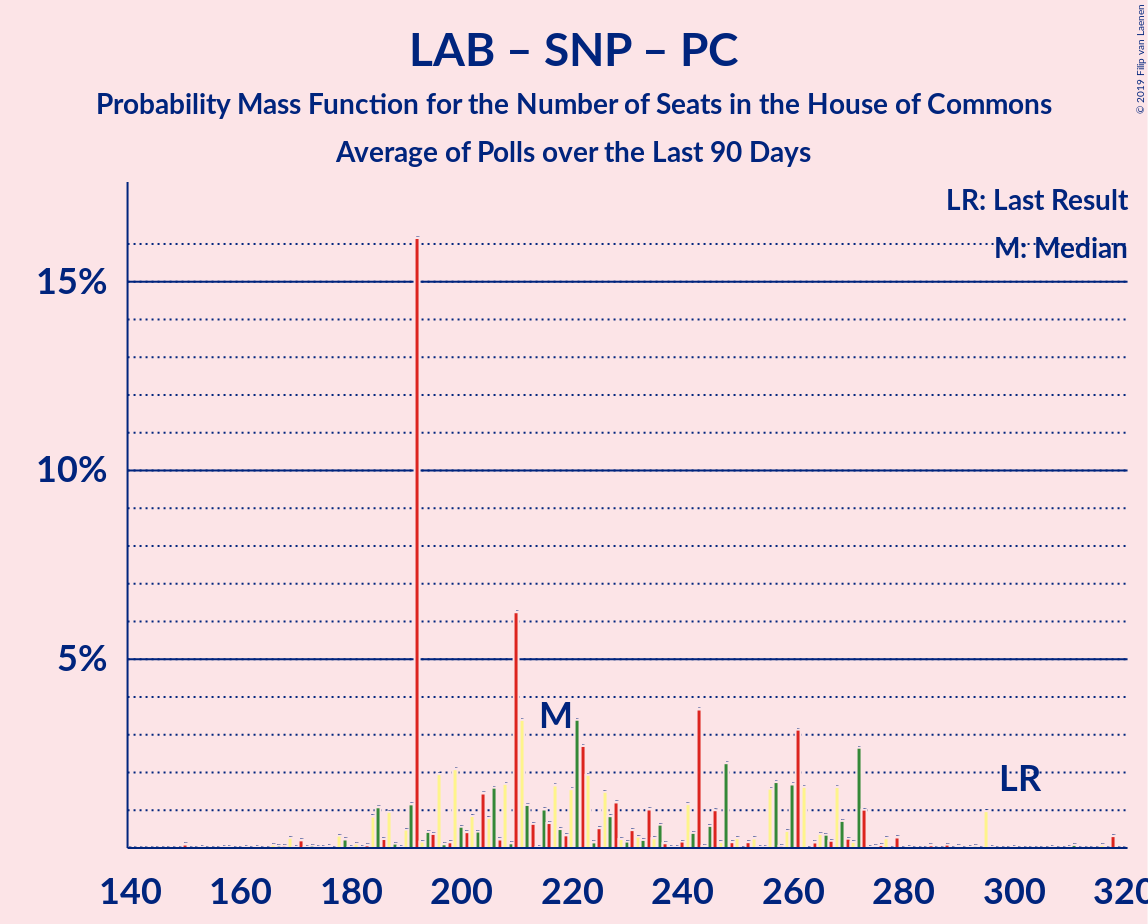 LAB – SNP – PC
Probability Mass Function for the Number of Seats in the House of Commons
Average of Polls over the Last 90 Days
© 2019 Filip van Laenen
LR: Last Result
M: Median
15%
10%
5%
M
LR
140 160 180 200 220 240 260 280 300 320